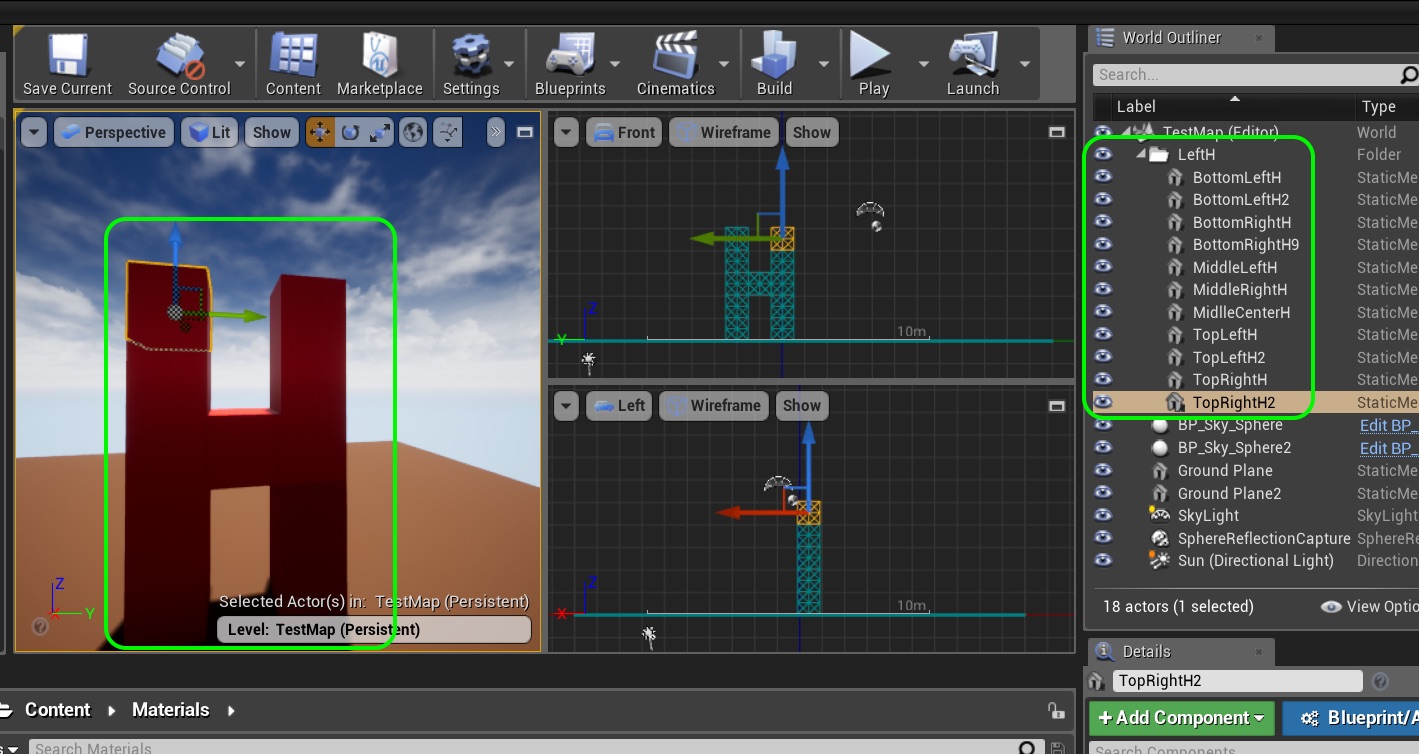 Save Current
Source Control
Content
Marketplace
Settings
Blueprints
Cinematics
Build
Play
Launch
Perspective
Lit
Show
Z
Y
X
Selected Actor(s) in: TestMap (Persistent)
Level: TestMap (Persistent)
Front
Wireframe
Show
Z
Y
10m
Left
Wireframe
Show
Z
X
10m
World Outliner
Search...
Label Type
TestMap (Editor) World
LeftH Folder
BottomLeftH StaticMe
BottomLeftH2 StaticMe
BottomRightH StaticMe
BottomRightH9 StaticMe
MiddleLeftH StaticMe
MiddleRightH StaticMe
MidlleCenterH StaticMe
TopLeftH StaticMe
TopLeftH2 StaticMe
TopRightH StaticMe
TopRightH2 StaticMe
BP_Sky_Sphere Edit BP_
BP_Sky_Sphere2 Edit BP_
Ground Plane StaticMe
Ground Plane2 StaticMe
SkyLight SkyLight
SphereReflectionCapture SphereRe
Sun (Directional Light) Direction
18 actors (1 selected) View Optio
Details
TopRightH2
+Add Component
Blueprint/A
Search Components
Content
Materials
Search Materials